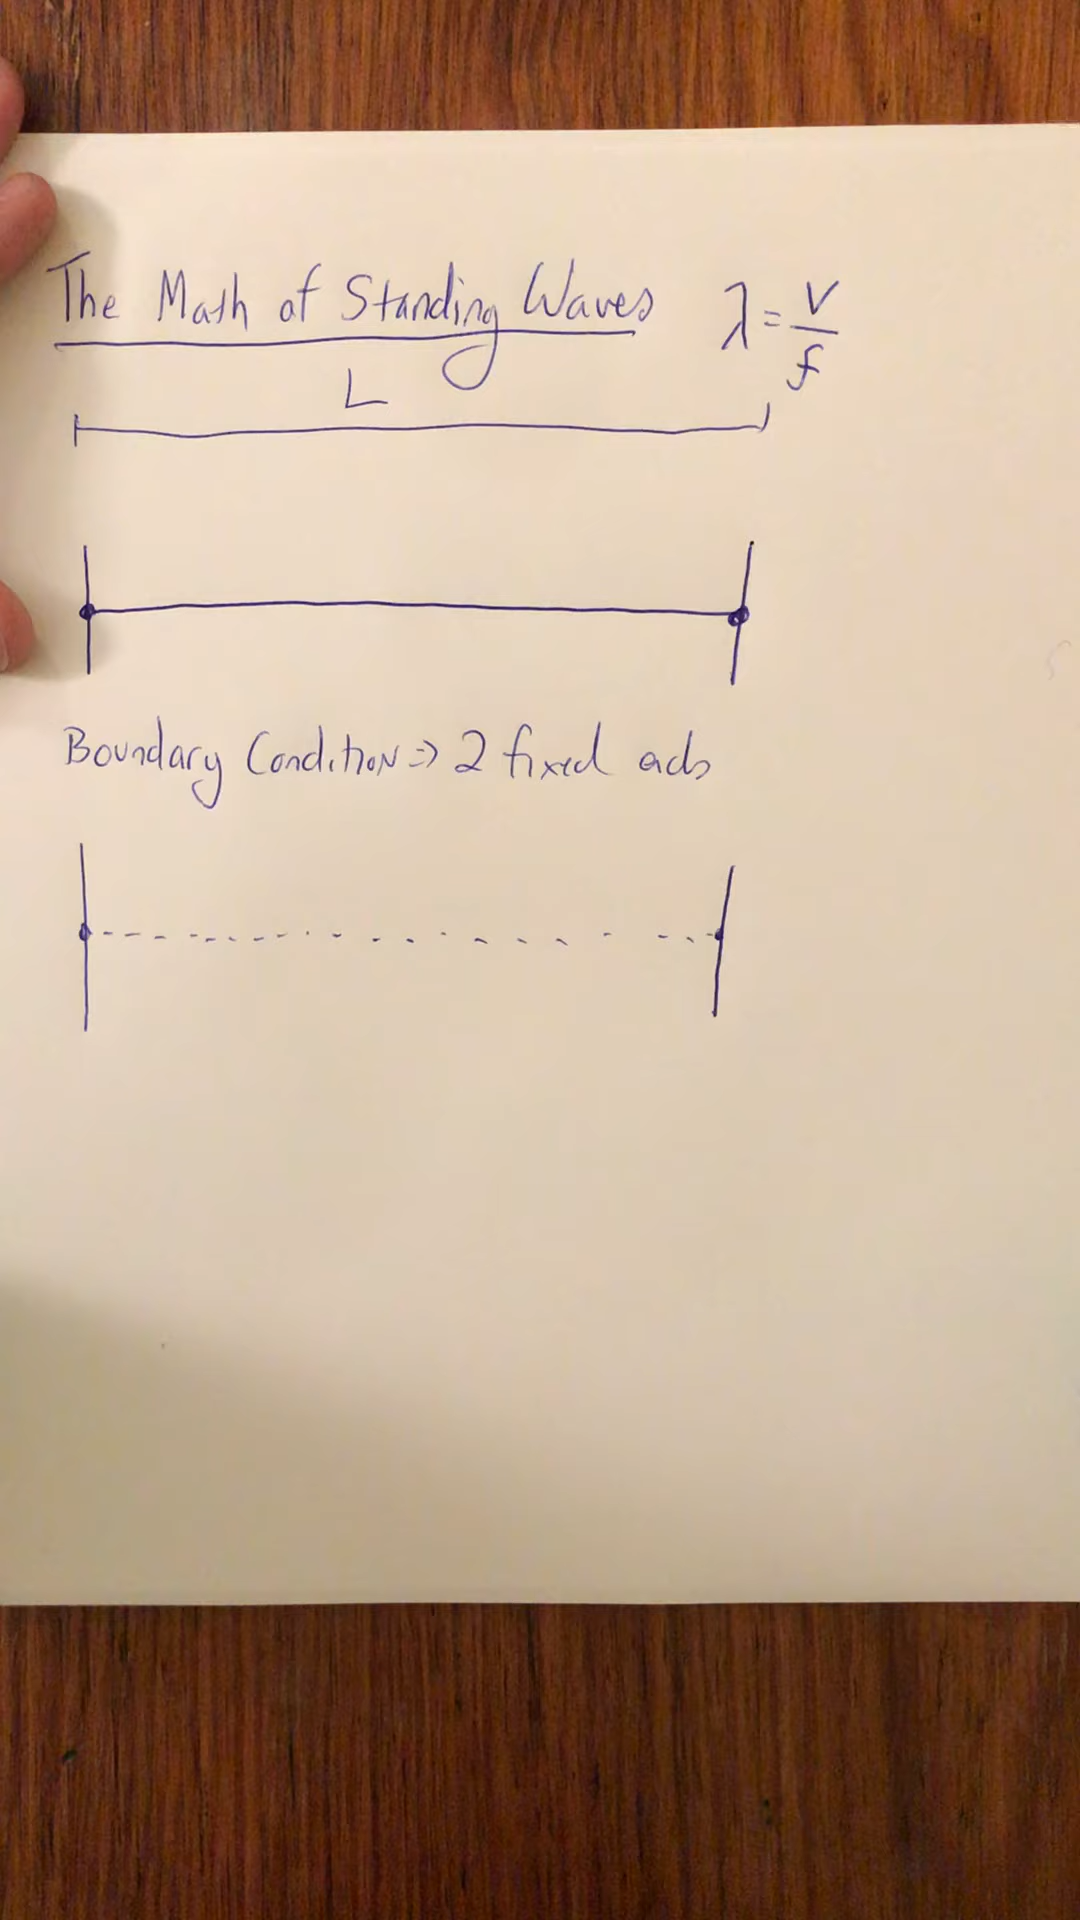 The Math of Standing Waves λ = v/f
L
Boundary Condition => 2 fixed ends